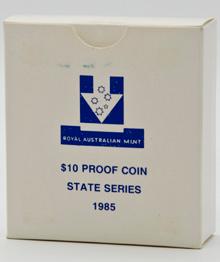 ROYAL AUSTRALIAN MINT
$10 PROOF COIN
STATE SERIES
1985